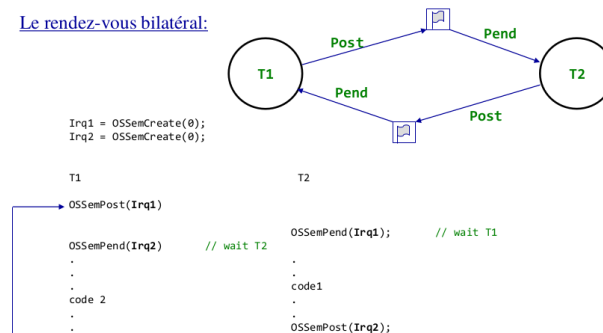 Le rendez-vous bilatéral:
Post
Pend
T1
T2
Pend
Post
Irq1 = OSSemCreate(0);
Irq2 = OSSemCreate(0);
T1 T2
OSSemPost(Irq1)
OSSemPend(Irq1); // wait T1
OSSemPend(Irq2) // wait T2
. .
. .
. code1
code 2 .
. .
. OSSemPost(Irq2);